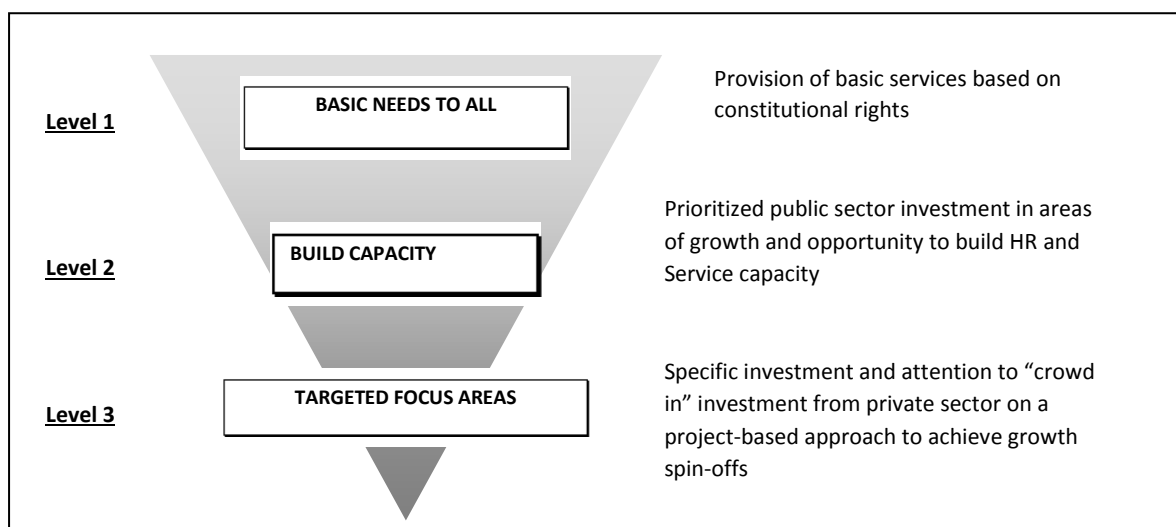 Level 1
BASIC NEEDS TO ALL
Provision of basic services based on
constitutional rights
Level 2
BUILD CAPACITY
Prioritized public sector investment in areas
of growth and opportunity to build HR and
Service capacity
Level 3
TARGETED FOCUS AREAS
Specific investment and attention to “crowd
in” investment from private sector on a
project-based approach to achieve growth
spin-offs